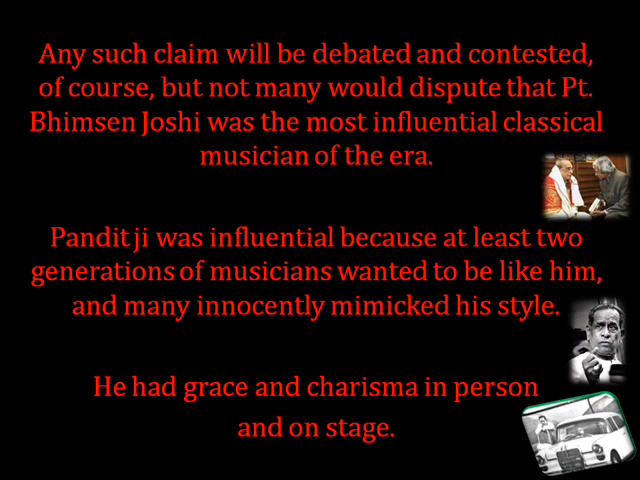 Any such claim will be debated and contested,
of course, but not many would dispute that Pt.
Bhimsen Joshi was the most influential classical
musician of the era.
Pandit ji was influential because at least two
generations of musicians wanted to be like him,
and many innocently mimicked his style.
He had grace and charisma in person
and on stage.